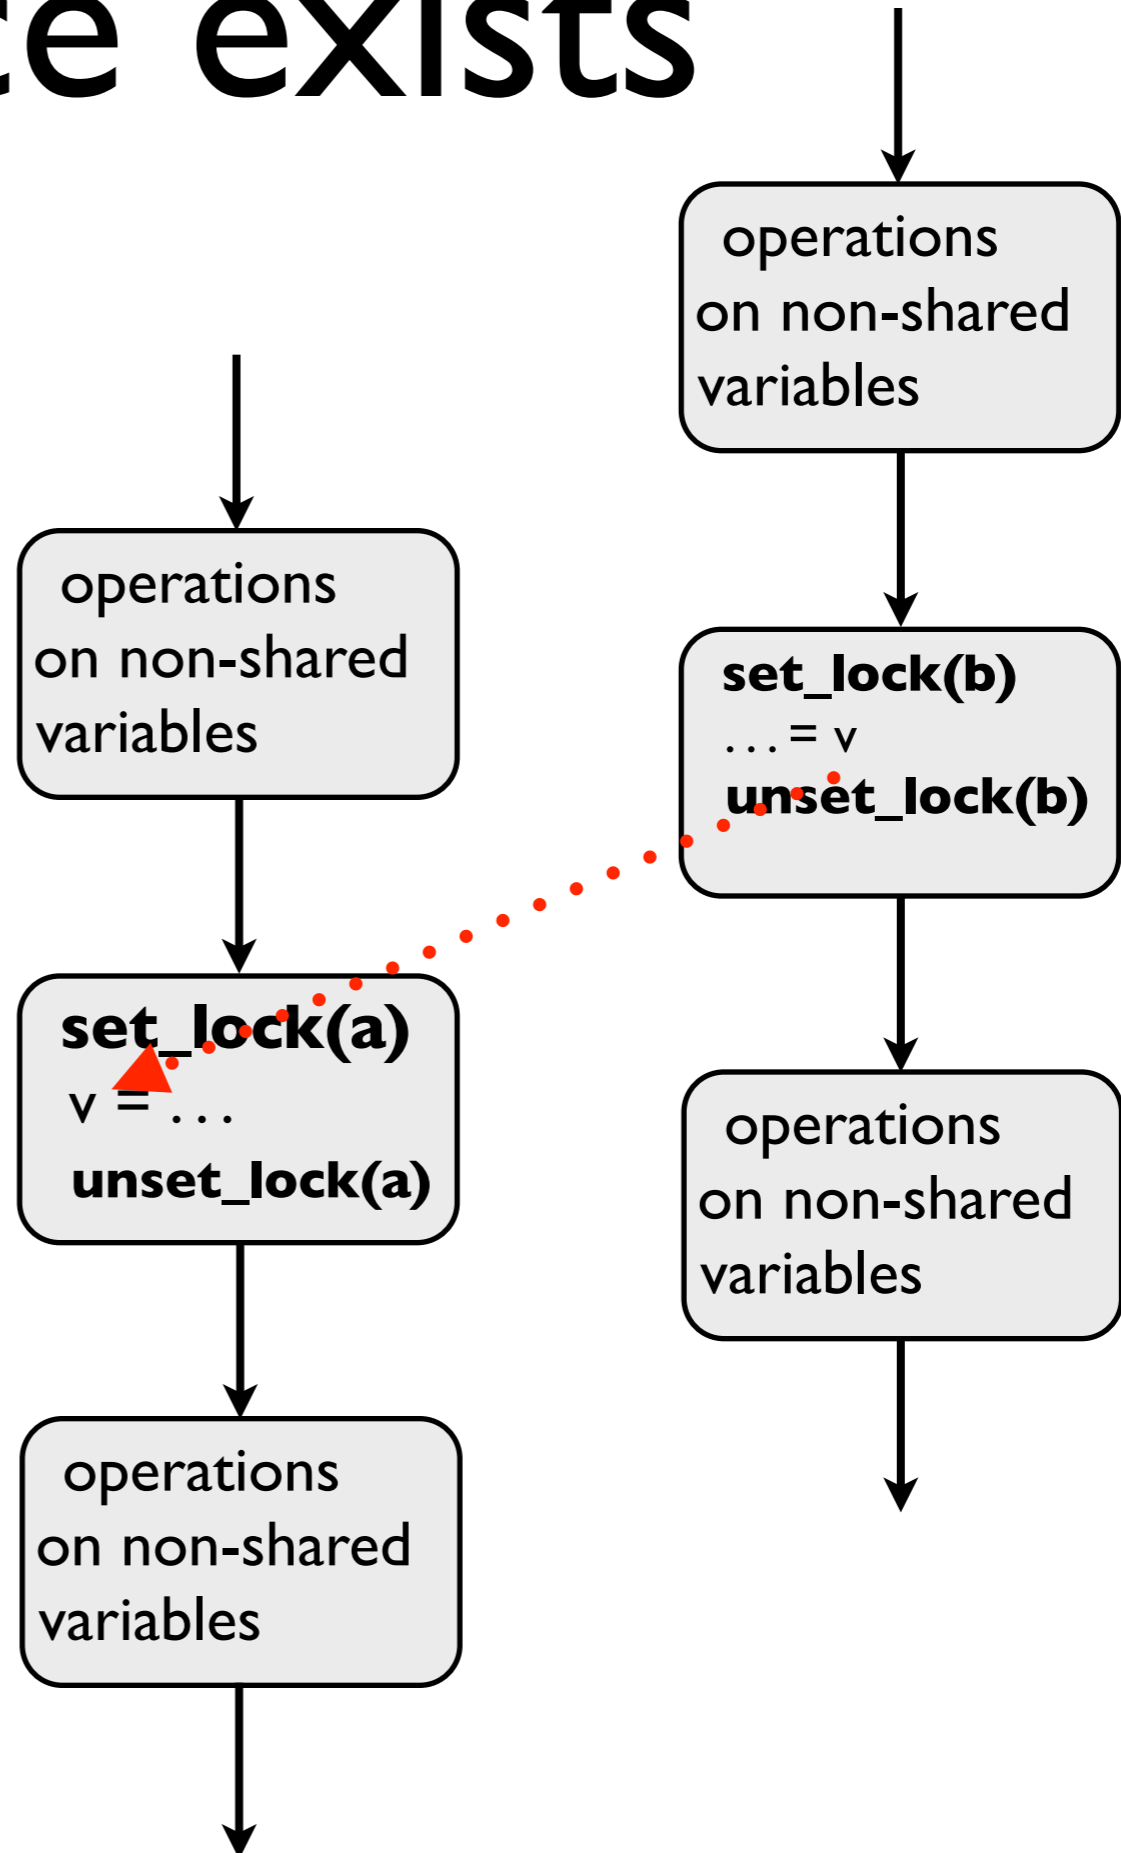 exists
operations
on non-shared
variables
set_lock(a)
v = ...
unset_lock(a)
operations
on non-shared
variables
operations
on non-shared
variables
set_lock(b)
...= v
unset_lock(b)
operations
on non-shared
variables